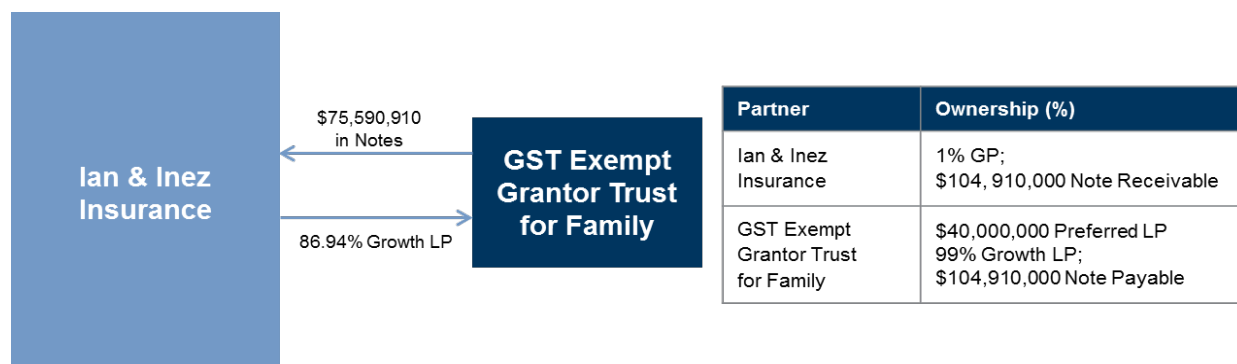 Ian & Inez
Insurance
$75,590,910
in Notes
86.94% Growth LP
GST Exempt
Grantor Trust
for Family
Partner
Ownership (%)
Ian & Inez
Insurance
1% GP;
$104, 910,000 Note Receivable
GST Exempt
Grantor Trust
for Family
$40,000,000 Preferred LP
99% Growth LP;
$104,910,000 Note Payable